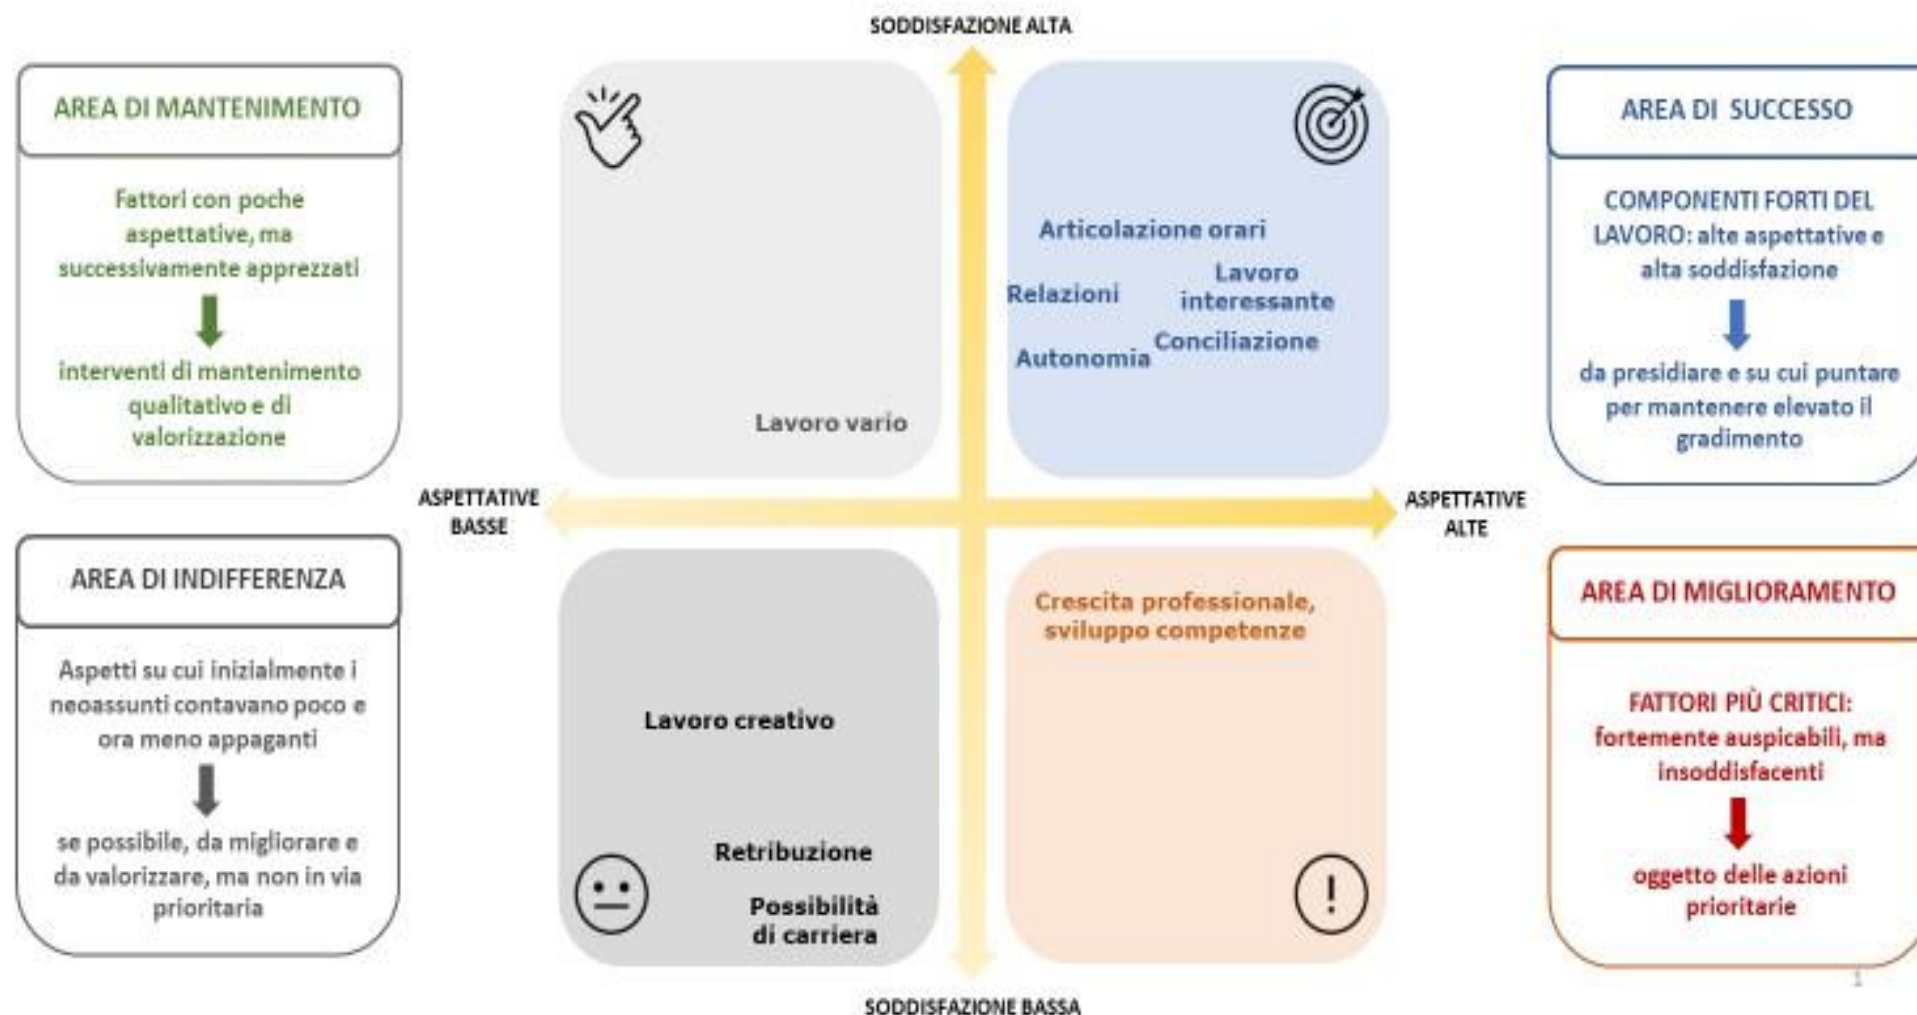 SODDISFAZIONE ALTA
AREA DI MANTENIMENTO
Fattori con poche
aspettative, ma
successivamente apprezzati
interventi di mantenimento
qualitativo e di
valorizzazione
Articolazione orari
Relazioni
Lavoro
interessante
Conciliazione
Autonomia
Lavoro vario
AREA DI SUCCESSO
COMPONENTI FORTI DEL
LAVORO: alte aspettative e
alta soddisfazione
da presidiare e su cui puntare
per mantenere elevato il
gradimento
ASPETTATIVE
BASSE
ASPETTATIVE
ALTE
AREA DI INDIFFERENZA
Aspetti su cui inizialmente i
neoassunti contavano poco e
ora meno appaganti
se possibile, da migliorare e
da valorizzare, ma non in via
prioritaria
Crescita professionale,
sviluppo competenze
Lavoro creativo
Retribuzione
Possibilità
di carriera
!
AREA DI MIGLIORAMENTO
FATTORI PIÙ CRITICI:
fortemente auspicabili, ma
insoddisfacenti
oggetto delle azioni
prioritarie
1
SODDISFAZIONE BASSA